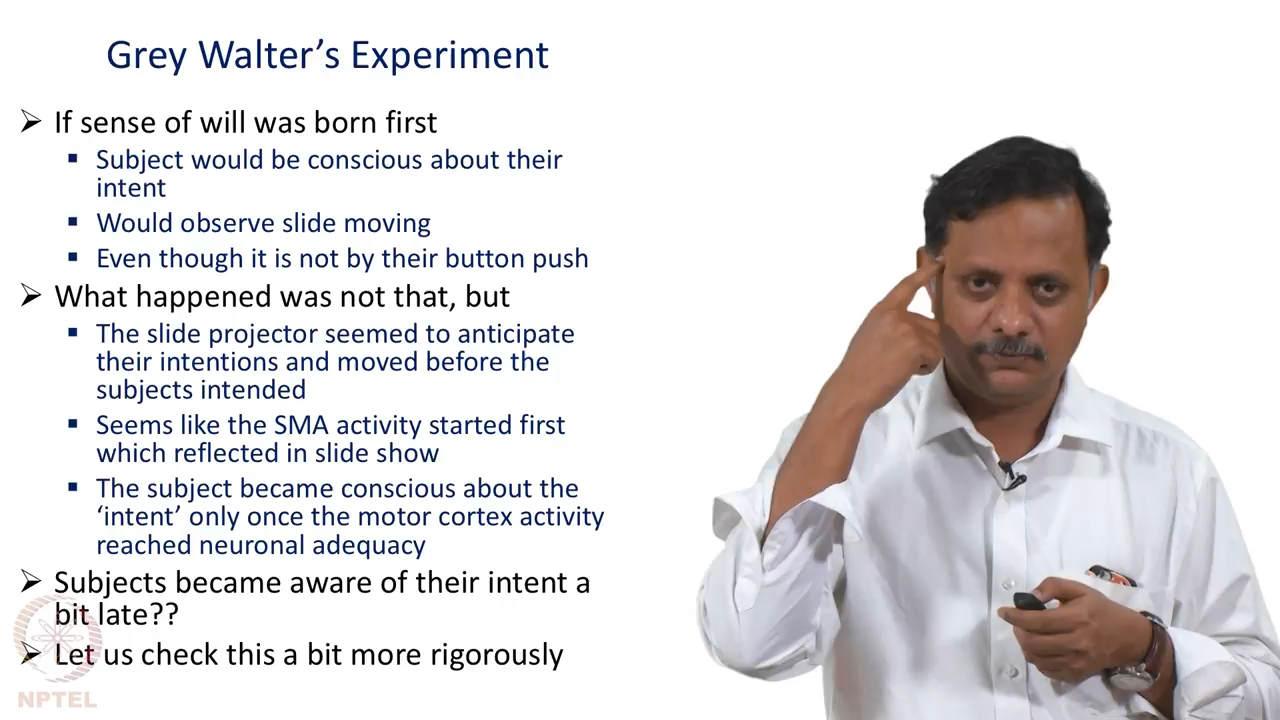 Grey Walter’s Experiment
➢ If sense of will was born first
▪ Subject would be conscious about their
intent
▪ Would observe slide moving
▪ Even though it is not by their button push
➢ What happened was not that, but
▪ The slide projector seemed to anticipate
their intentions and moved before the
subjects intended
▪ Seems like the SMA activity started first
which reflected in slide show
▪ The subject became conscious about the
‘intent’ only once the motor cortex activity
reached neuronal adequacy
➢ Subjects became aware of their intent a
bit late??
➢ Let us check this a bit more rigorously
NPTEL